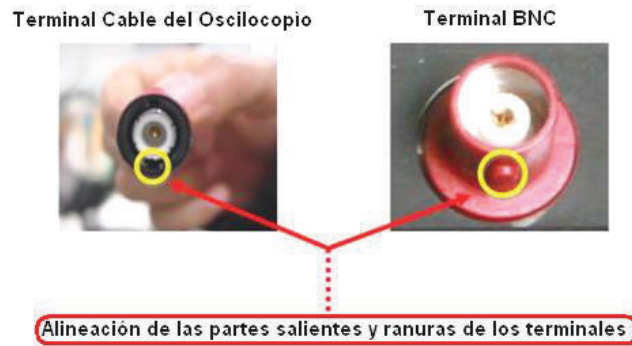 Terminal Cable del Oscilocopio
Terminal BNC
Alineación de las partes salientes y ranuras de los terminales